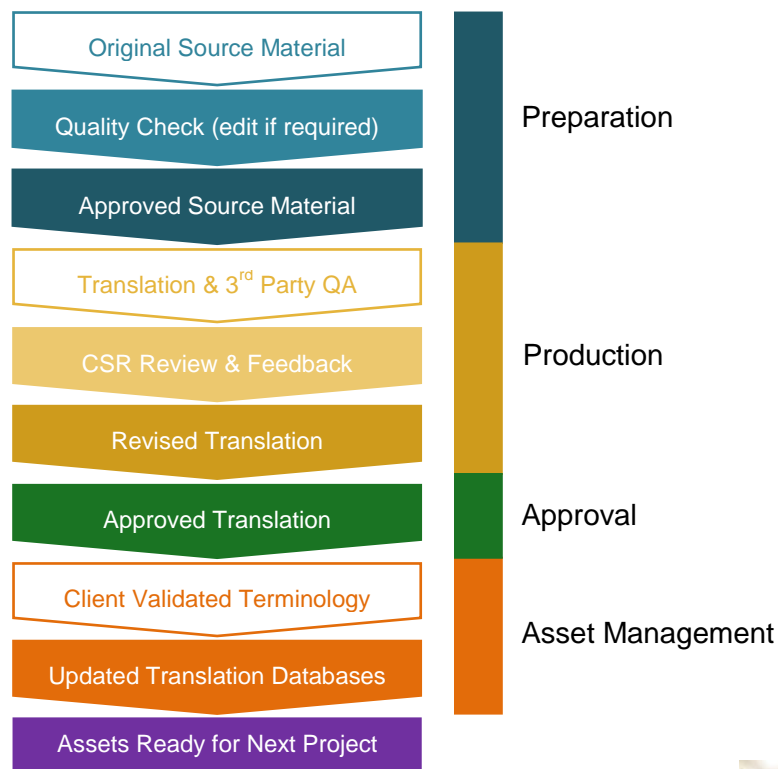 Original Source Material
Quality Check (edit if required)
Approved Source Material
Translation & 3rd Party QA
CSR Review & Feedback
Revised Translation
Approved Translation
Client Validated Terminology
Updated Translation Databases
Assets Ready for Next Project
Preparation
Production
Approval
Asset Management